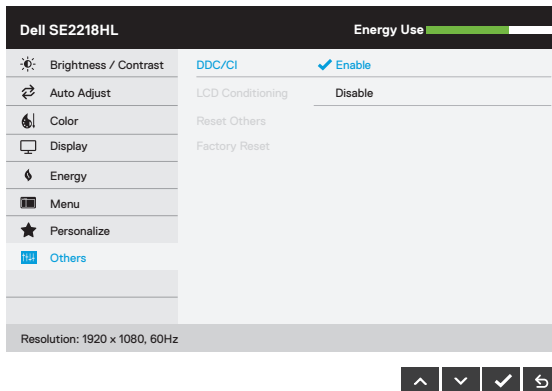 Dell SE2218HL Energy Use
Brightness / Contrast DDC/CI Enable
Auto Adjust LCD Conditioning Disable
Color Reset Others
Display Factory Reset
Energy
Menu
Personalize
Others
Resolution: 1920 x 1080, 60Hz